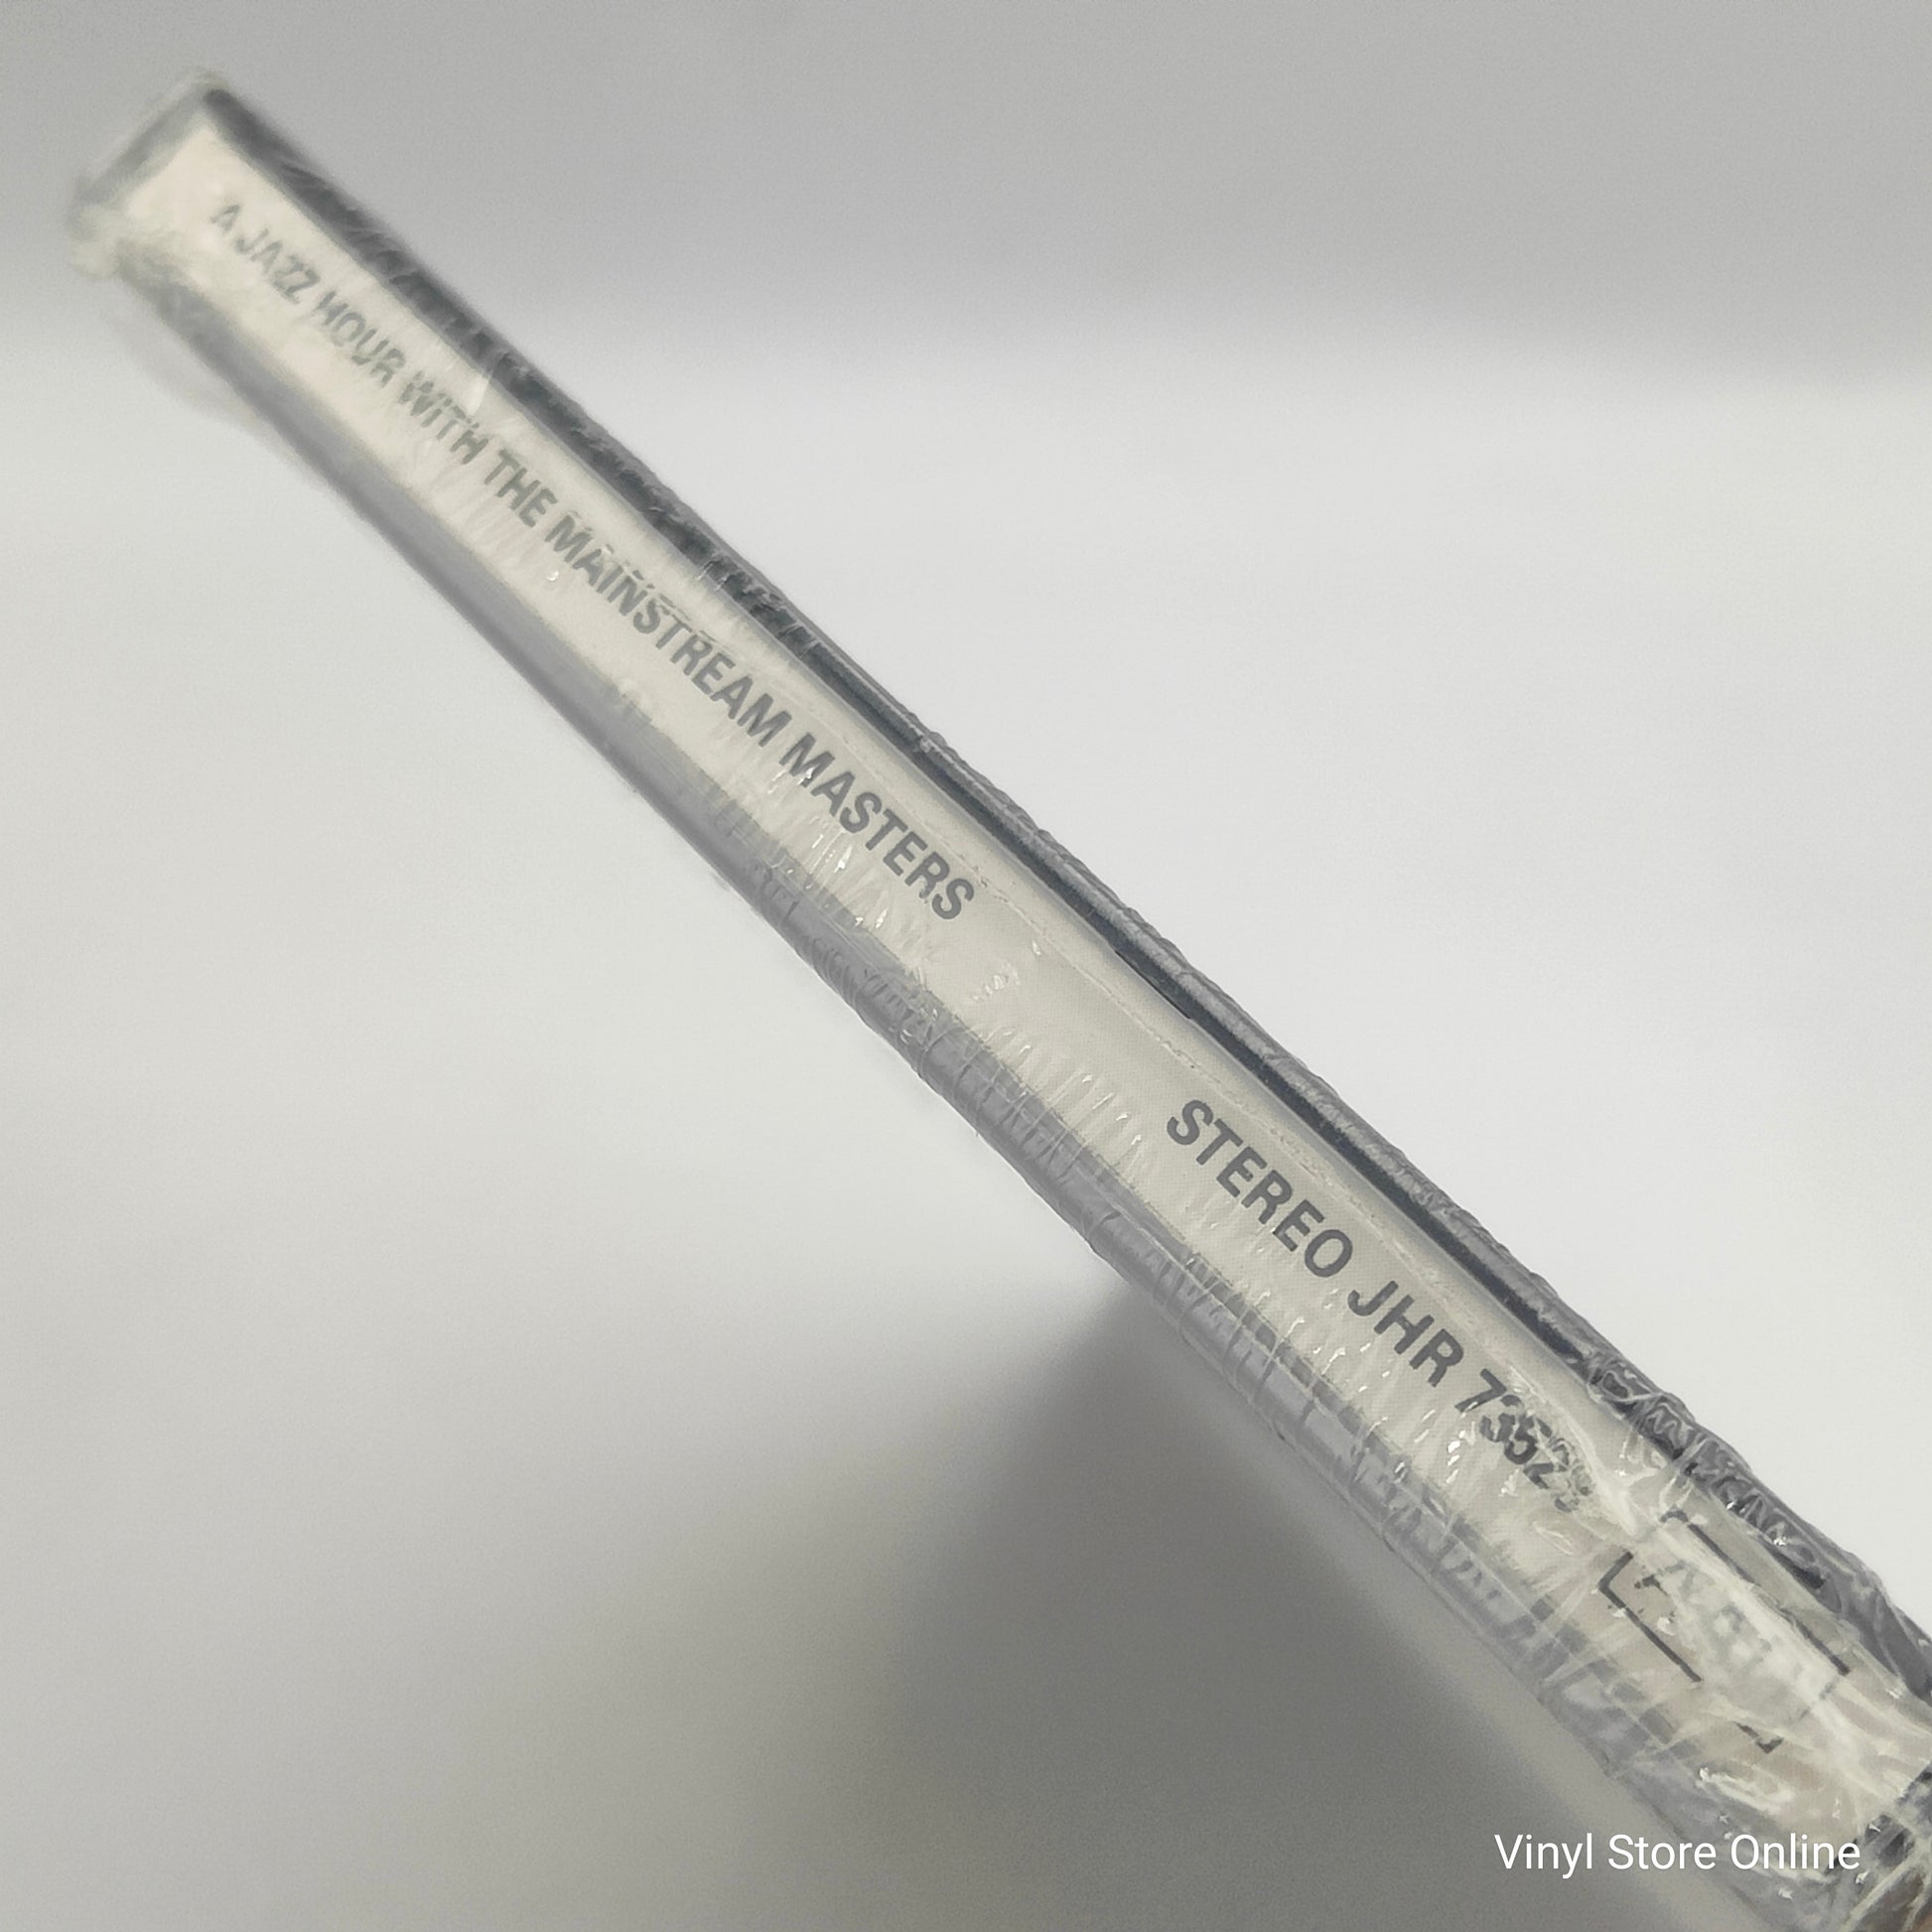 A JAZZ HOUR WITH THE MAINSTREAM MASTERS
STEREO JHR
Vinyl Store Online